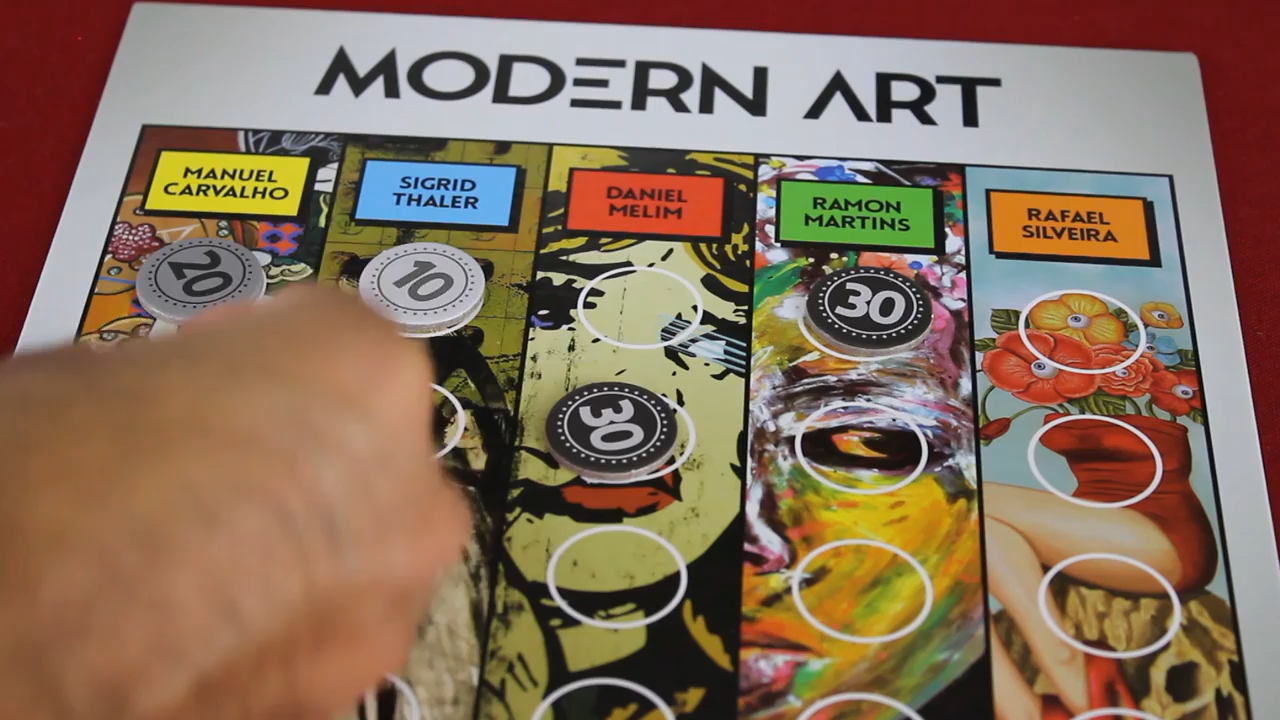 MODERN ART
MANUEL
CARVALHO
SIGRID
THALER
DANIEL
MELIM
RAMON
MARTINS
RAFAEL
SILVEIRA
20
10
30
30